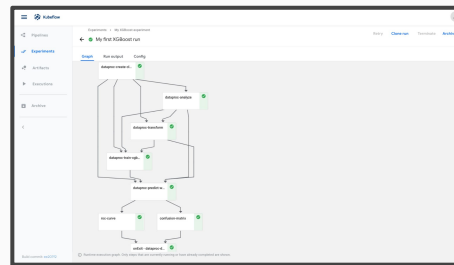 KubeFlow
Pipelines
Experiments
Artifacts
Executions
Archive
Experiments > My XGBoost experiment
My first XGBoost run
Retry Clone run Terminate Archive
Graph Run output Config
dataproc-create-cl...
dataproc-analyze
dataproc-transform
dataproc-train-xgb...
dataproc-predict-w...
roc-curve
confusion-matrix
onExit - dataproc-d...
Runtime execution graph. Only steps that are currently running or have already completed are shown.